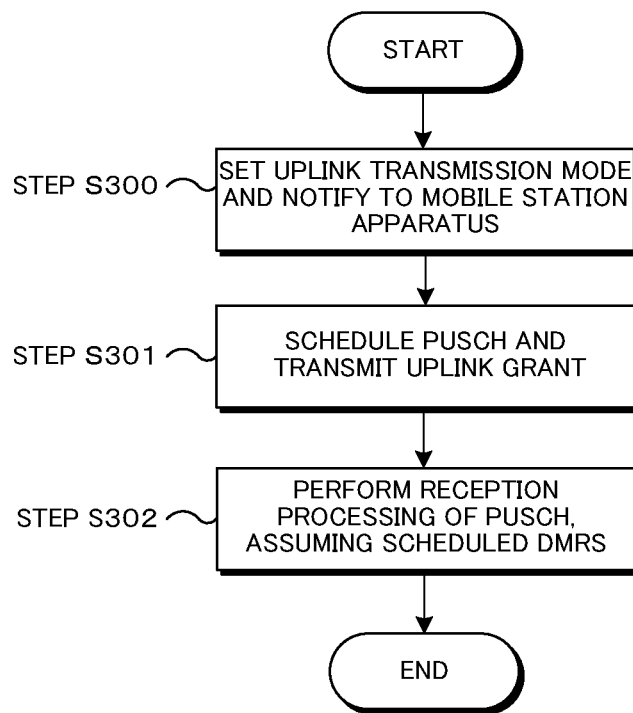 START
STEP S300
SET UPLINK TRANSMISSION MODE
AND NOTIFY TO MOBILE STATION
APPARATUS
STEP S301
SCHEDULE PUSCH AND
TRANSMIT UPLINK GRANT
STEP S302
PERFORM RECEPTION
PROCESSING OF PUSCH,
ASSUMING SCHEDULED DMRS
END